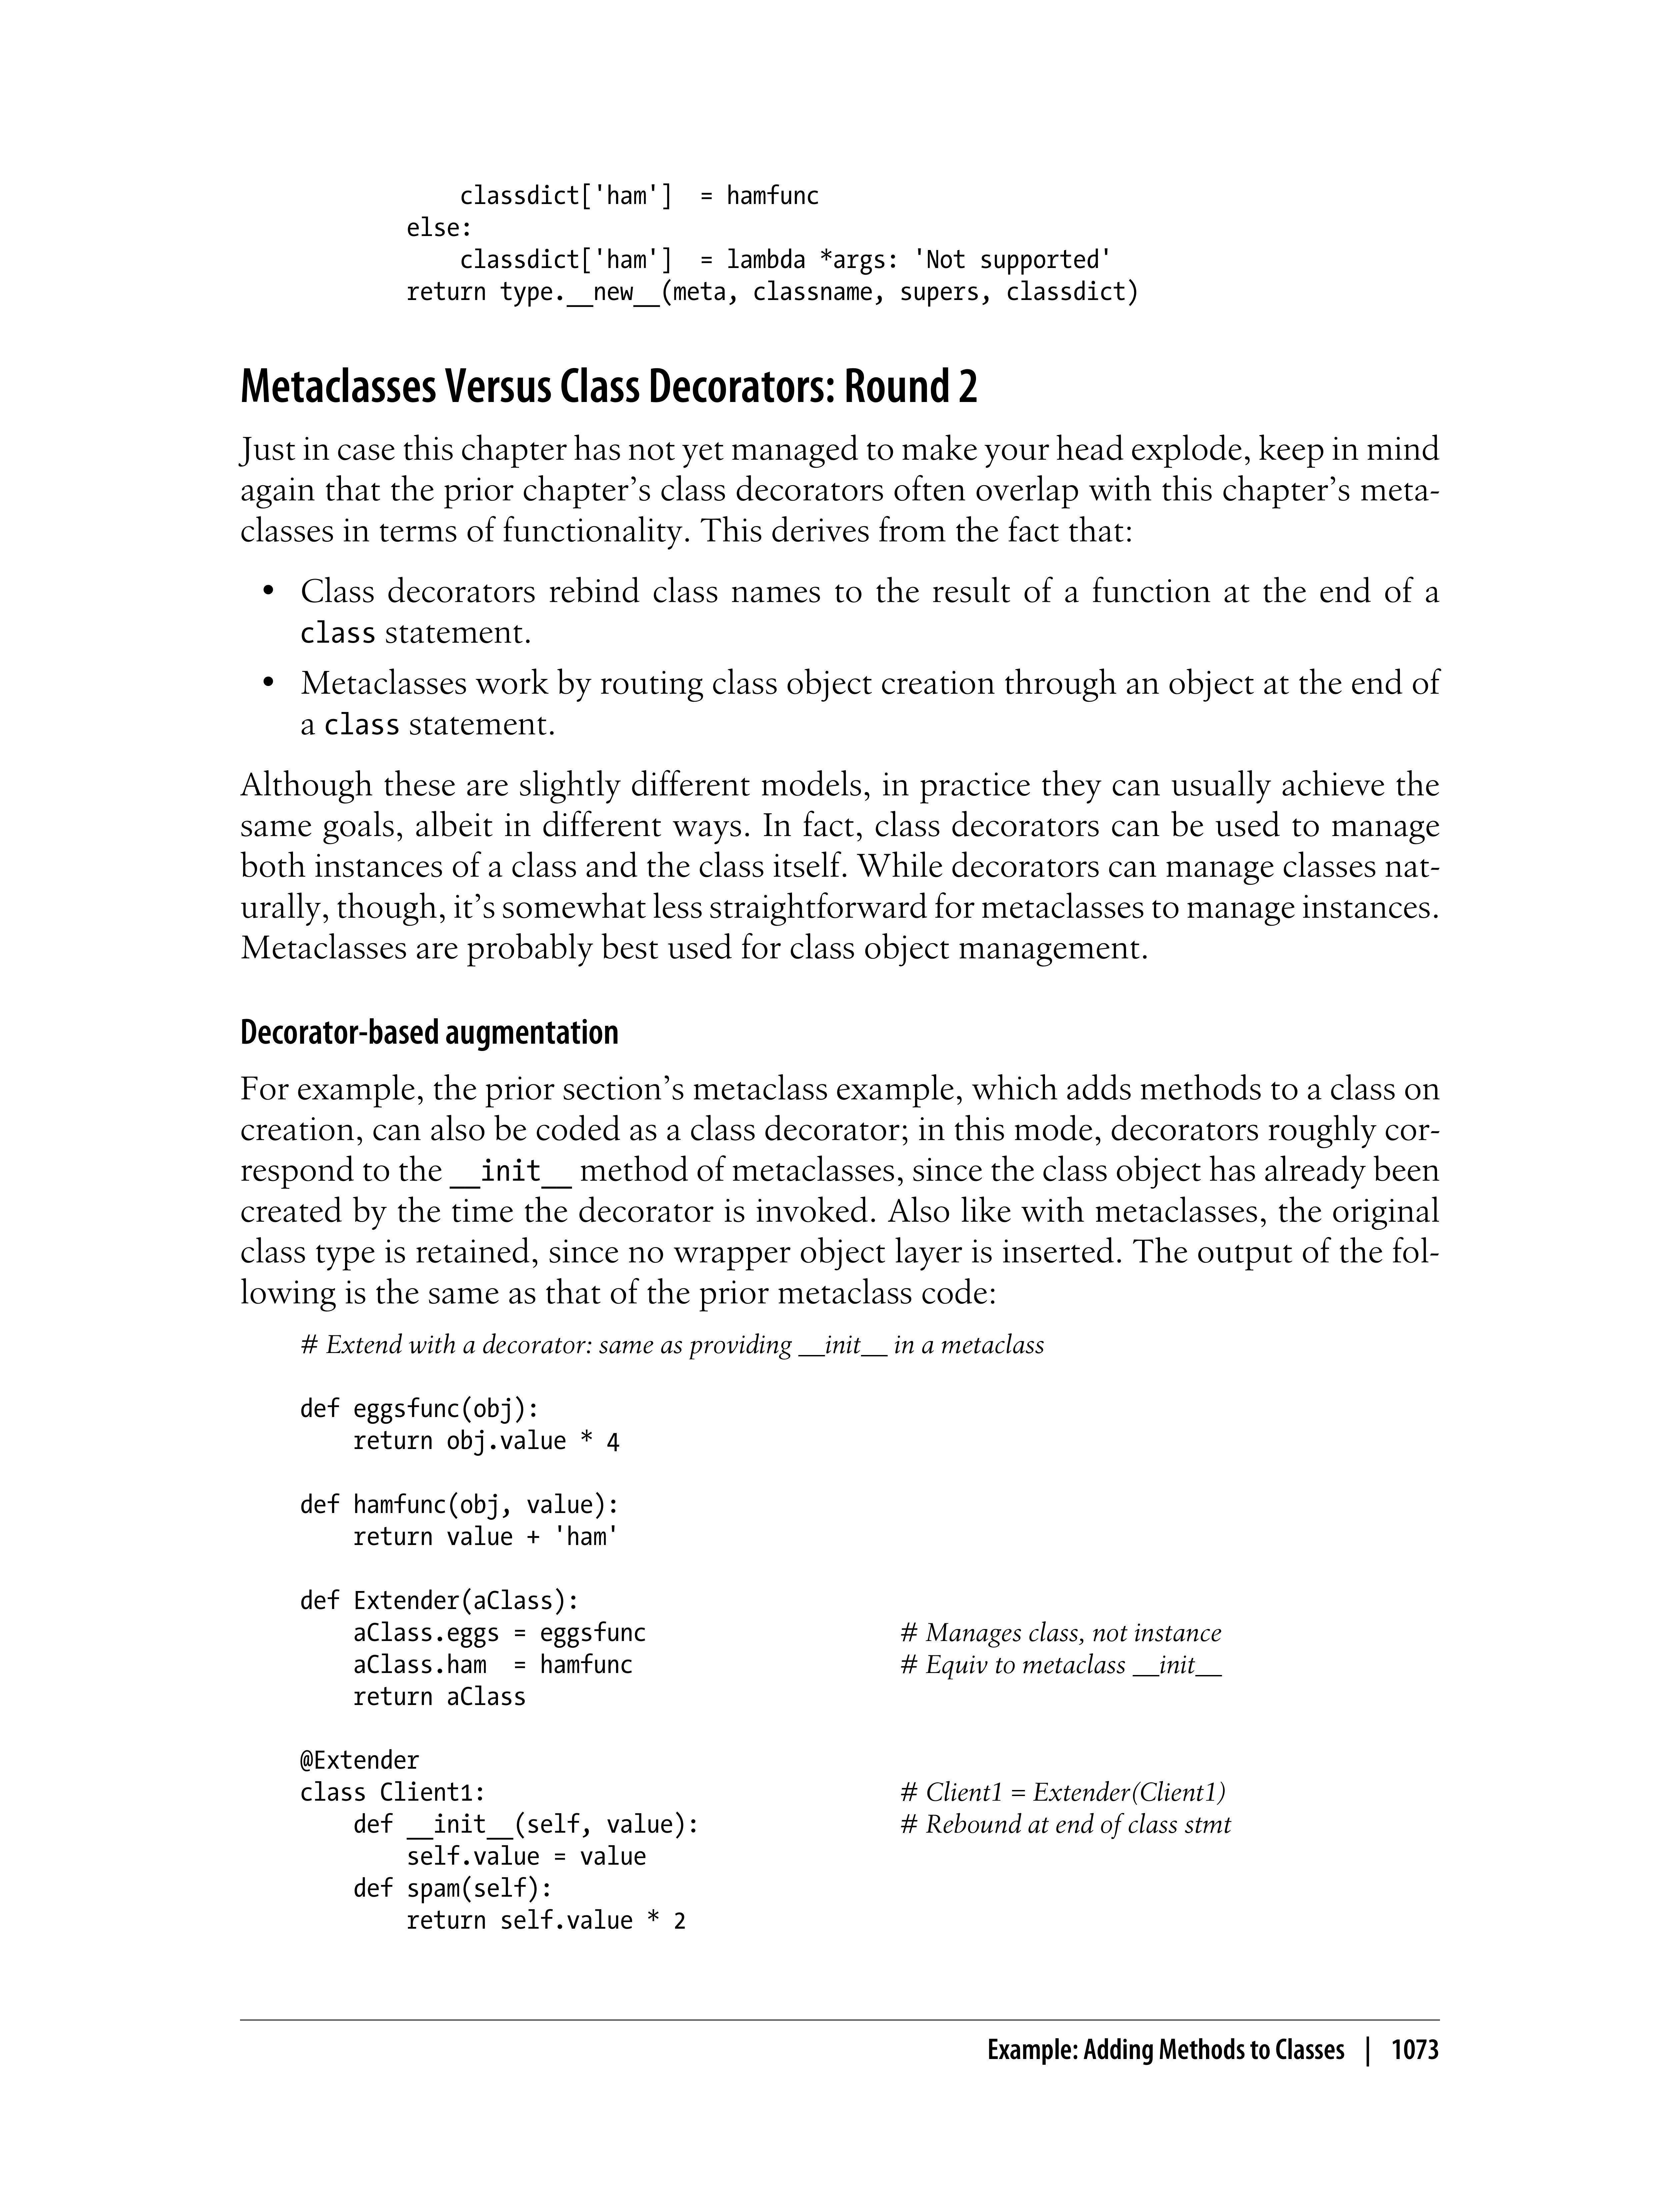 classdict['ham']  = hamfunc
else:
classdict['ham']  = lambda *args: 'Not supported'
return type.__new__(meta, classname, supers, classdict)
Metaclasses Versus Class Decorators: Round 2
Just in case this chapter has not yet managed to make your head explode, keep in mind
again that the prior chapter’s class decorators often overlap with this chapter’s meta-
classes in terms of functionality. This derives from the fact that:
• Class decorators rebind class names to the result of a function at the end of a
class statement.
• Metaclasses work by routing class object creation through an object at the end of
a class statement.
Although these are slightly different models, in practice they can usually achieve the
same goals, albeit in different ways. In fact, class decorators can be used to manage
both instances of a class and the class itself. While decorators can manage classes nat-
urally, though, it’s somewhat less straightforward for metaclasses to manage instances.
Metaclasses are probably best used for class object management.
Decorator-based augmentation
For example, the prior section’s metaclass example, which adds methods to a class on
creation, can also be coded as a class decorator; in this mode, decorators roughly cor-
respond to the __init__ method of metaclasses, since the class object has already been
created by the time the decorator is invoked. Also like with metaclasses, the original
class type is retained, since no wrapper object layer is inserted. The output of the fol-
lowing is the same as that of the prior metaclass code:
# Extend with a decorator: same as providing __init__ in a metaclass
def eggsfunc(obj):
return obj.value * 4
def hamfunc(obj, value):
return value + 'ham'
def Extender(aClass):
aClass.eggs = eggsfunc # Manages class, not instance
aClass.ham  = hamfunc # Equiv to metaclass __init__
return aClass
@Extender
class Client1: # Client1 = Extender(Client1)
def __init__(self, value): # Rebound at end of class stmt
self.value = value
def spam(self):
return self.value * 2
Example: Adding Methods to Classes | 1073